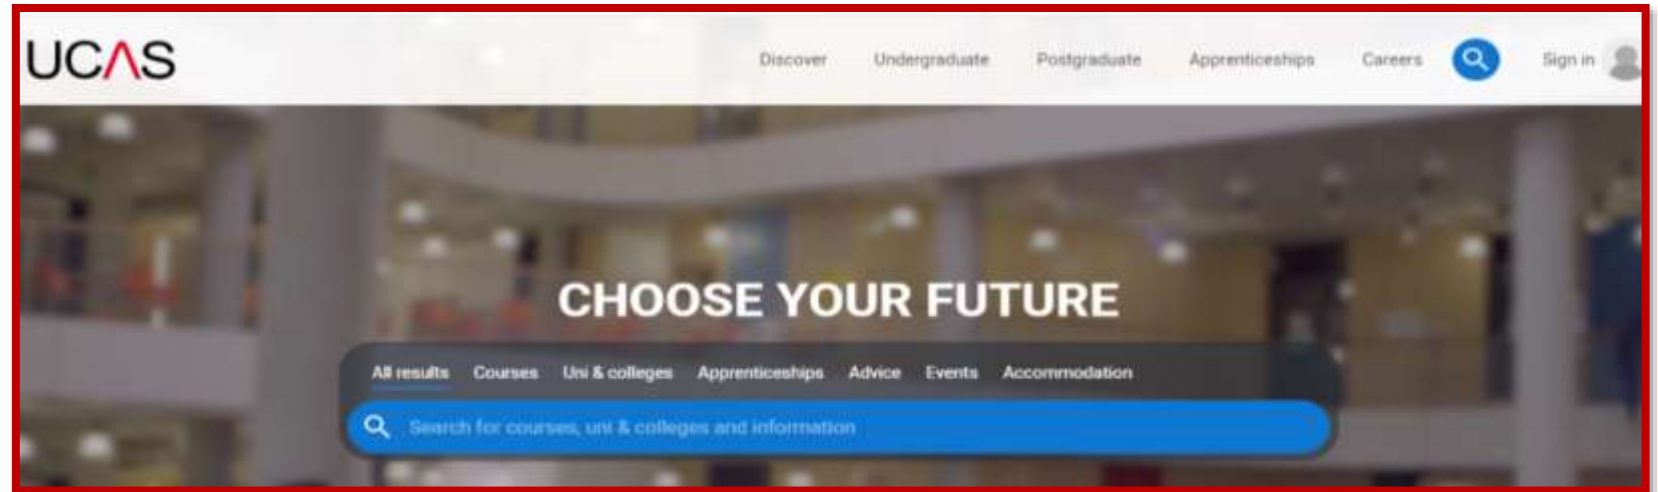 UCAS
Discover Undergraduate Postgraduate Apprenticeships Careers Sign in
CHOOSE YOUR FUTURE
All results Courses Uni & colleges Apprenticeships Advice Events Accommodation
Search for courses, uni & colleges and information